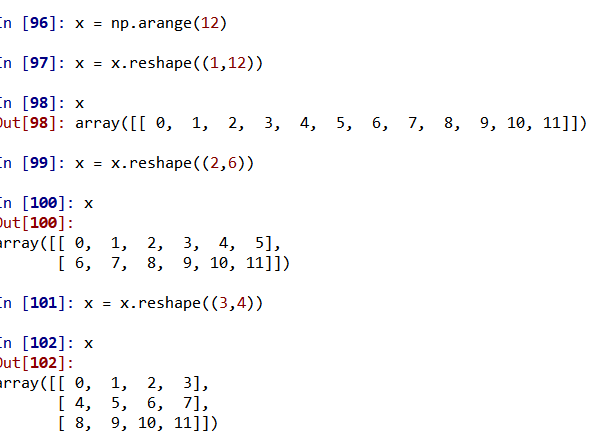 In [96]: x = np.arange(12)
In [97]: x = x.reshape((1,12))
In [98]: x
Out[98]: array([[ 0,  1,  2,  3,  4,  5,  6,  7,  8,  9, 10, 11]])
In [99]: x = x.reshape((2,6))
In [100]: x
Out[100]:
array([[ 0,  1,  2,  3,  4,  5],
       [ 6,  7,  8,  9, 10, 11]])
In [101]: x = x.reshape((3,4))
In [102]: x
Out[102]:
array([[ 0,  1,  2,  3],
       [ 4,  5,  6,  7],
       [ 8,  9, 10, 11]])